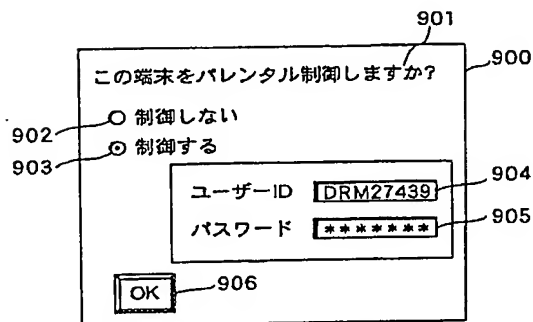 901
この端末をパレンタル制御しますか?
900
902
制御しない
903
制御する
904
ユーザーID DRM27439
905
パスワード *******
OK
906